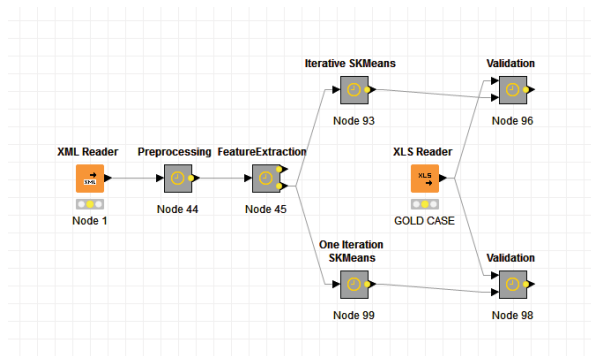 Iterative SKMeans
Validation
Node 93
Node 96
XML Reader
Preprocessing
FeatureExtraction
XLS Reader
XML
XLS
Node 1
Node 44
Node 45
GOLD CASE
One Iteration
SKMeans
Validation
Node 99
Node 98